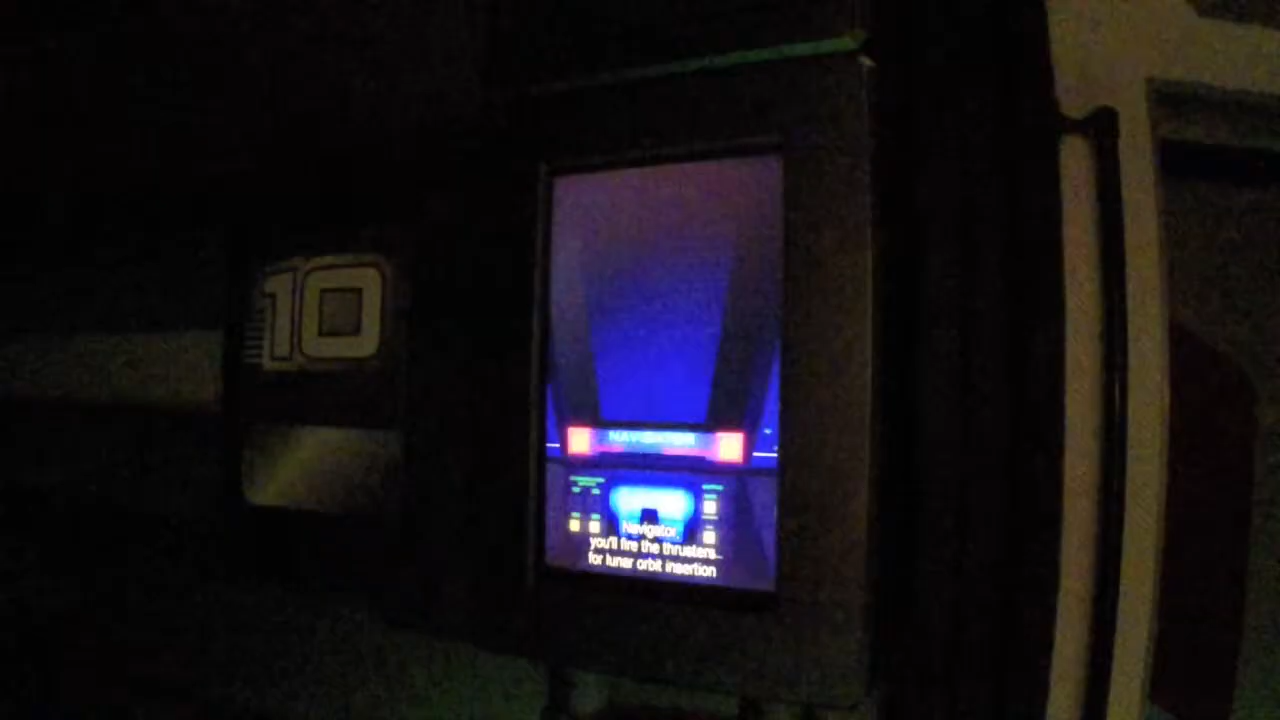 10
NAVIGATOR
Navigator,
you'll fire the thrusters
for lunar orbit insertion